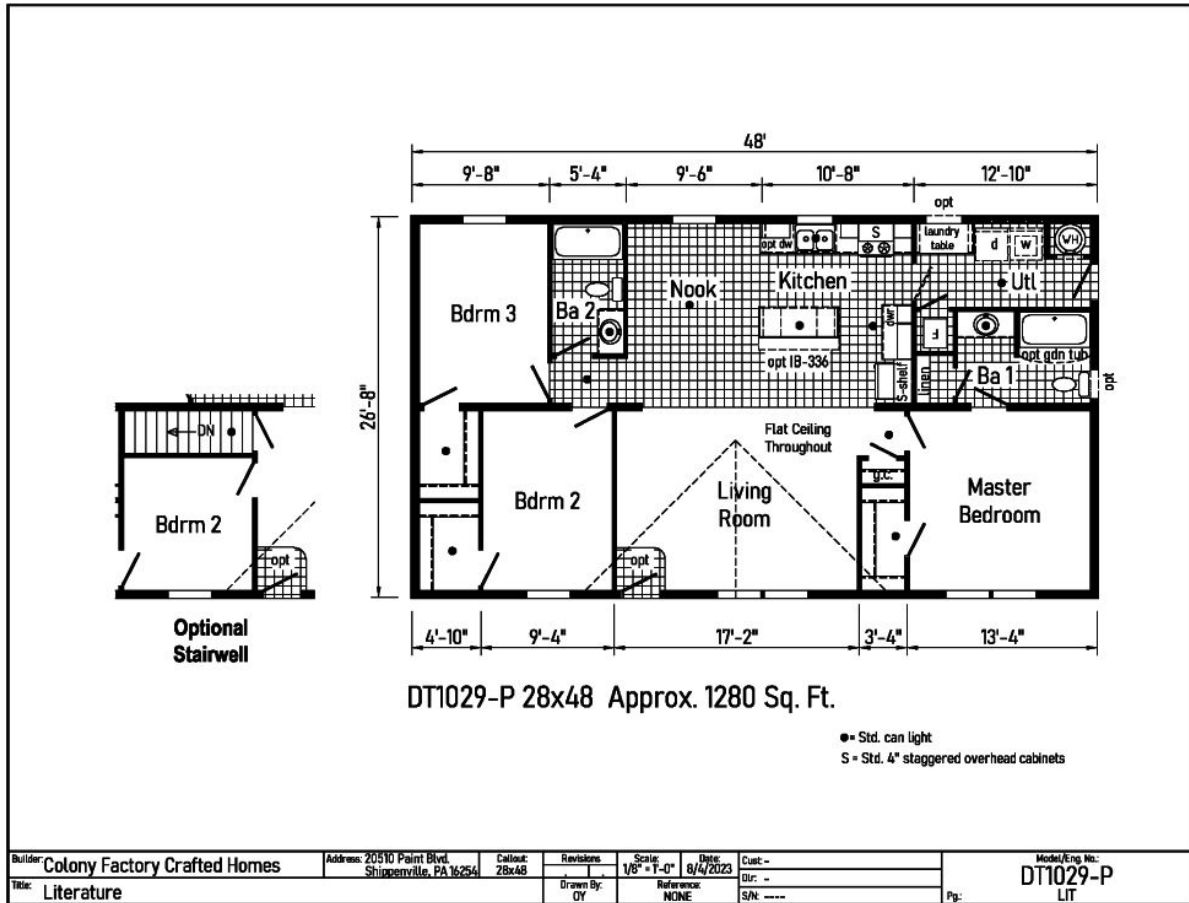 48'
9'-8"
5'-4"
9'-6"
10'-8"
12'-10"
opt
opt dw
S
laundry
table
d
w
WH
Nook
Kitchen
Utl
Bdrm 3
Ba 2
26'-8"
dwr
F
opt IB-336
S-shelf
linen
opt gdn tub
Ba 1
opt
DN
Flat Ceiling
Throughout
g.c.
Bdrm 2
Bdrm 2
Living
Room
Master
Bedroom
opt
opt
Optional
Stairwell
4'-10"
9'-4"
17'-2"
3'-4"
13'-4"
DT1029-P 28x48 Approx. 1280 Sq. Ft.
●= Std. can light
S = Std. 4" staggered overhead cabinets
Builder: Colony Factory Crafted Homes
Address: 20510 Paint Blvd.
Shippenville, PA 16254
Callout:
28x48
Revisions
Scale:
1/8" = 1'-0"
Date:
8/4/2023
Cust: -
Dlr: -
S/N: ----
Model/Eng. No.:
DT1029-P
Title: Literature
Drawn By:
OY
Reference:
NONE
Pg.: LIT